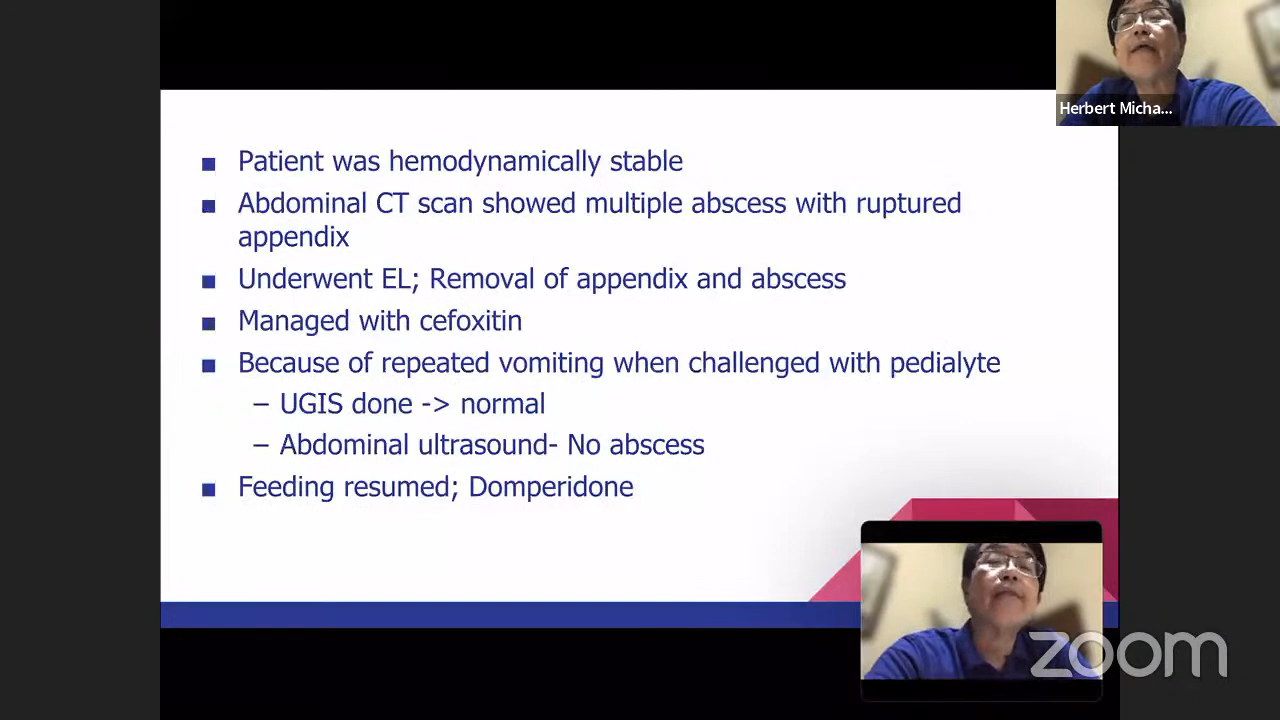 Herbert Micha...
■ Patient was hemodynamically stable
■ Abdominal CT scan showed multiple abscess with ruptured
appendix
■ Underwent EL; Removal of appendix and abscess
■ Managed with cefoxitin
■ Because of repeated vomiting when challenged with pedialyte
– UGIS done -> normal
– Abdominal ultrasound- No abscess
■ Feeding resumed; Domperidone
zoom